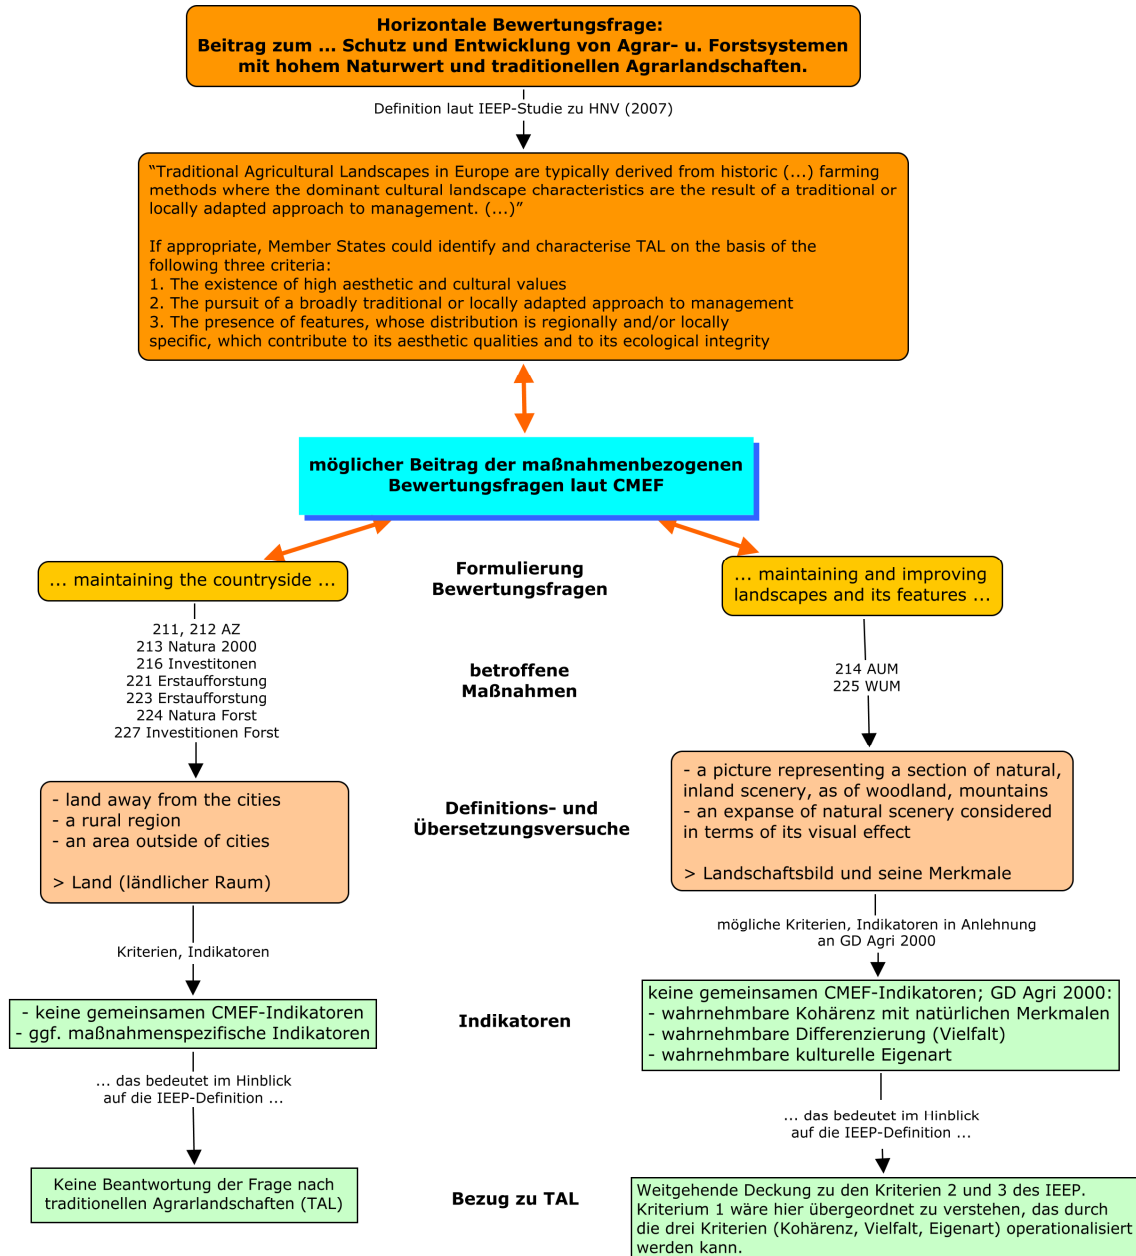 Horizontale Bewertungsfrage:
Beitrag zum ... Schutz und Entwicklung von Agrar- u. Forstsystemen
mit hohem Naturwert und traditionellen Agrarlandschaften.
Definition laut IEEP-Studie zu HNV (2007)
“Traditional Agricultural Landscapes in Europe are typically derived from historic (...) farming
methods where the dominant cultural landscape characteristics are the result of a traditional or
locally adapted approach to management. (...)”
If appropriate, Member States could identify and characterise TAL on the basis of the
following three criteria:
1. The existence of high aesthetic and cultural values
2. The pursuit of a broadly traditional or locally adapted approach to management
3. The presence of features, whose distribution is regionally and/or locally
specific, which contribute to its aesthetic qualities and to its ecological integrity
möglicher Beitrag der maßnahmenbezogenen
Bewertungsfragen laut CMEF
... maintaining the countryside ...
Formulierung
Bewertungsfragen
... maintaining and improving
landscapes and its features ...
211, 212 AZ
213 Natura 2000
216 Investitonen
221 Erstaufforstung
223 Erstaufforstung
224 Natura Forst
227 Investitionen Forst
betroffene
Maßnahmen
214 AUM
225 WUM
- land away from the cities
- a rural region
- an area outside of cities
> Land (ländlicher Raum)
Definitions- und
Übersetzungsversuche
- a picture representing a section of natural,
inland scenery, as of woodland, mountains
- an expanse of natural scenery considered
in terms of its visual effect
> Landschaftsbild und seine Merkmale
Kriterien, Indikatoren
mögliche Kriterien, Indikatoren in Anlehnung
an GD Agri 2000
- keine gemeinsamen CMEF-Indikatoren
- ggf. maßnahmenspezifische Indikatoren
Indikatoren
keine gemeinsamen CMEF-Indikatoren; GD Agri 2000:
- wahrnehmbare Kohärenz mit natürlichen Merkmalen
- wahrnehmbare Differenzierung (Vielfalt)
- wahrnehmbare kulturelle Eigenart
... das bedeutet im Hinblick
auf die IEEP-Definition ...
... das bedeutet im Hinblick
auf die IEEP-Definition ...
Keine Beantwortung der Frage nach
traditionellen Agrarlandschaften (TAL)
Bezug zu TAL
Weitgehende Deckung zu den Kriterien 2 und 3 des IEEP.
Kriterium 1 wäre hier übergeordnet zu verstehen, das durch
die drei Kriterien (Kohärenz, Vielfalt, Eigenart) operationalisiert
werden kann.